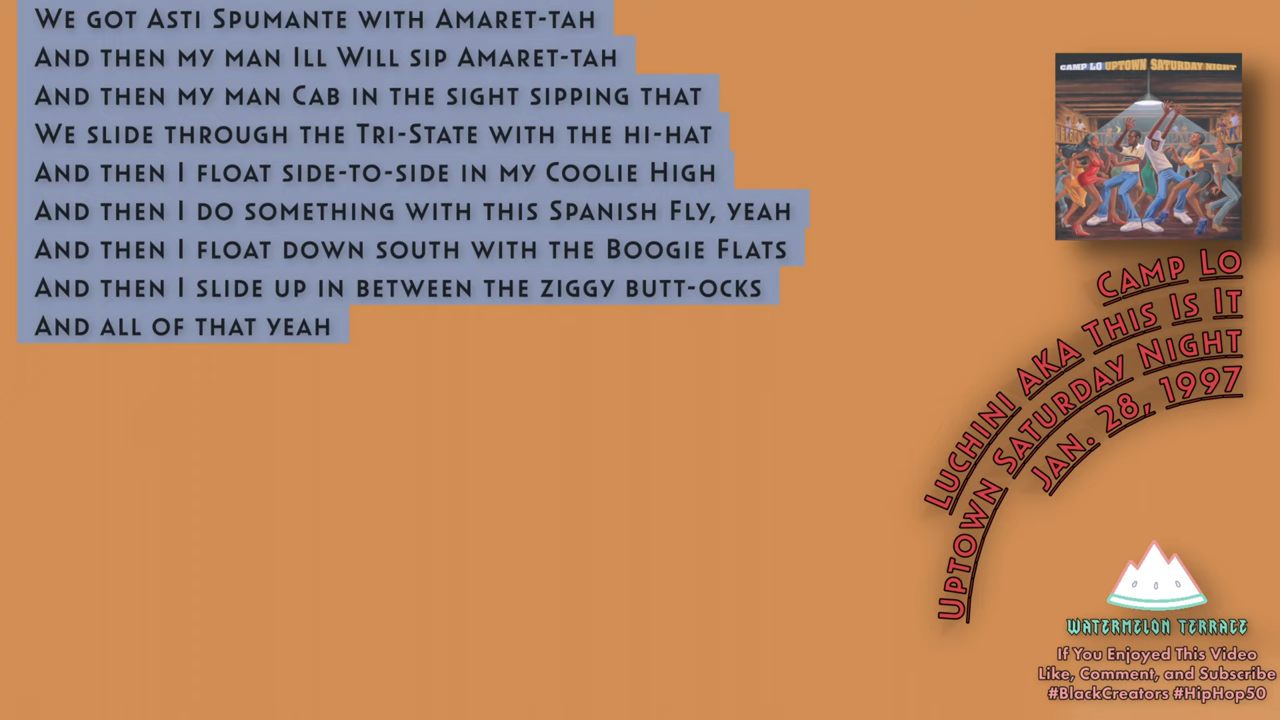 We got Asti Spumante with Amaret-tah
And then my man Ill Will sip Amaret-tah
And then my man Cab in the sight sipping that
We slide through the Tri-State with the hi-hat
And then I float side-to-side in my Coolie High
And then I do something with this Spanish Fly, yeah
And then I float down south with the Boogie Flats
And then I slide up in between the ziggy butt-ocks
And all of that yeah
CAMP LO UPTOWN SATURDAY NIGHT
Camp Lo
Luchini aka This Is It
Uptown Saturday Night
Jan. 28, 1997
WATERMELON TERRACE
If You Enjoyed This Video
Like, Comment, and Subscribe
#BlackCreators #HipHop50